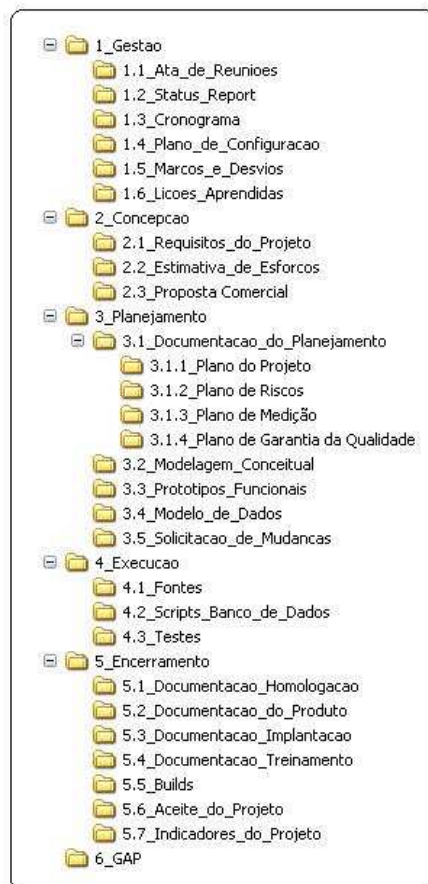 1_Gestao
1.1_Ata_de_Reunioes
1.2_Status_Report
1.3_Cronograma
1.4_Plano_de_Configuracao
1.5_Marcos_e_Desvios
1.6_Licoes_Aprendidas
2_Concepcao
2.1_Requisitos_do_Projeto
2.2_Estimativa_de_Esforcos
2.3_Proposta Comercial
3_Planejamento
3.1_Documentacao_do_Planejamento
3.1.1_Plano do Projeto
3.1.2_Plano de Riscos
3.1.3_Plano de Medição
3.1.4_Plano de Garantia da Qualidade
3.2_Modelagem_Conceitual
3.3_Prototipos_Funcionais
3.4_Modelo_de_Dados
3.5_Solicitacao_de_Mudancas
4_Execucao
4.1_Fontes
4.2_Scripts_Banco_de_Dados
4.3_Testes
5_Encerramento
5.1_Documentacao_Homologacao
5.2_Documentacao_do_Produto
5.3_Documentacao_Implantacao
5.4_Documentacao_Treinamento
5.5_Builds
5.6_Aceite_do_Projeto
5.7_Indicadores_do_Projeto
6_GAP